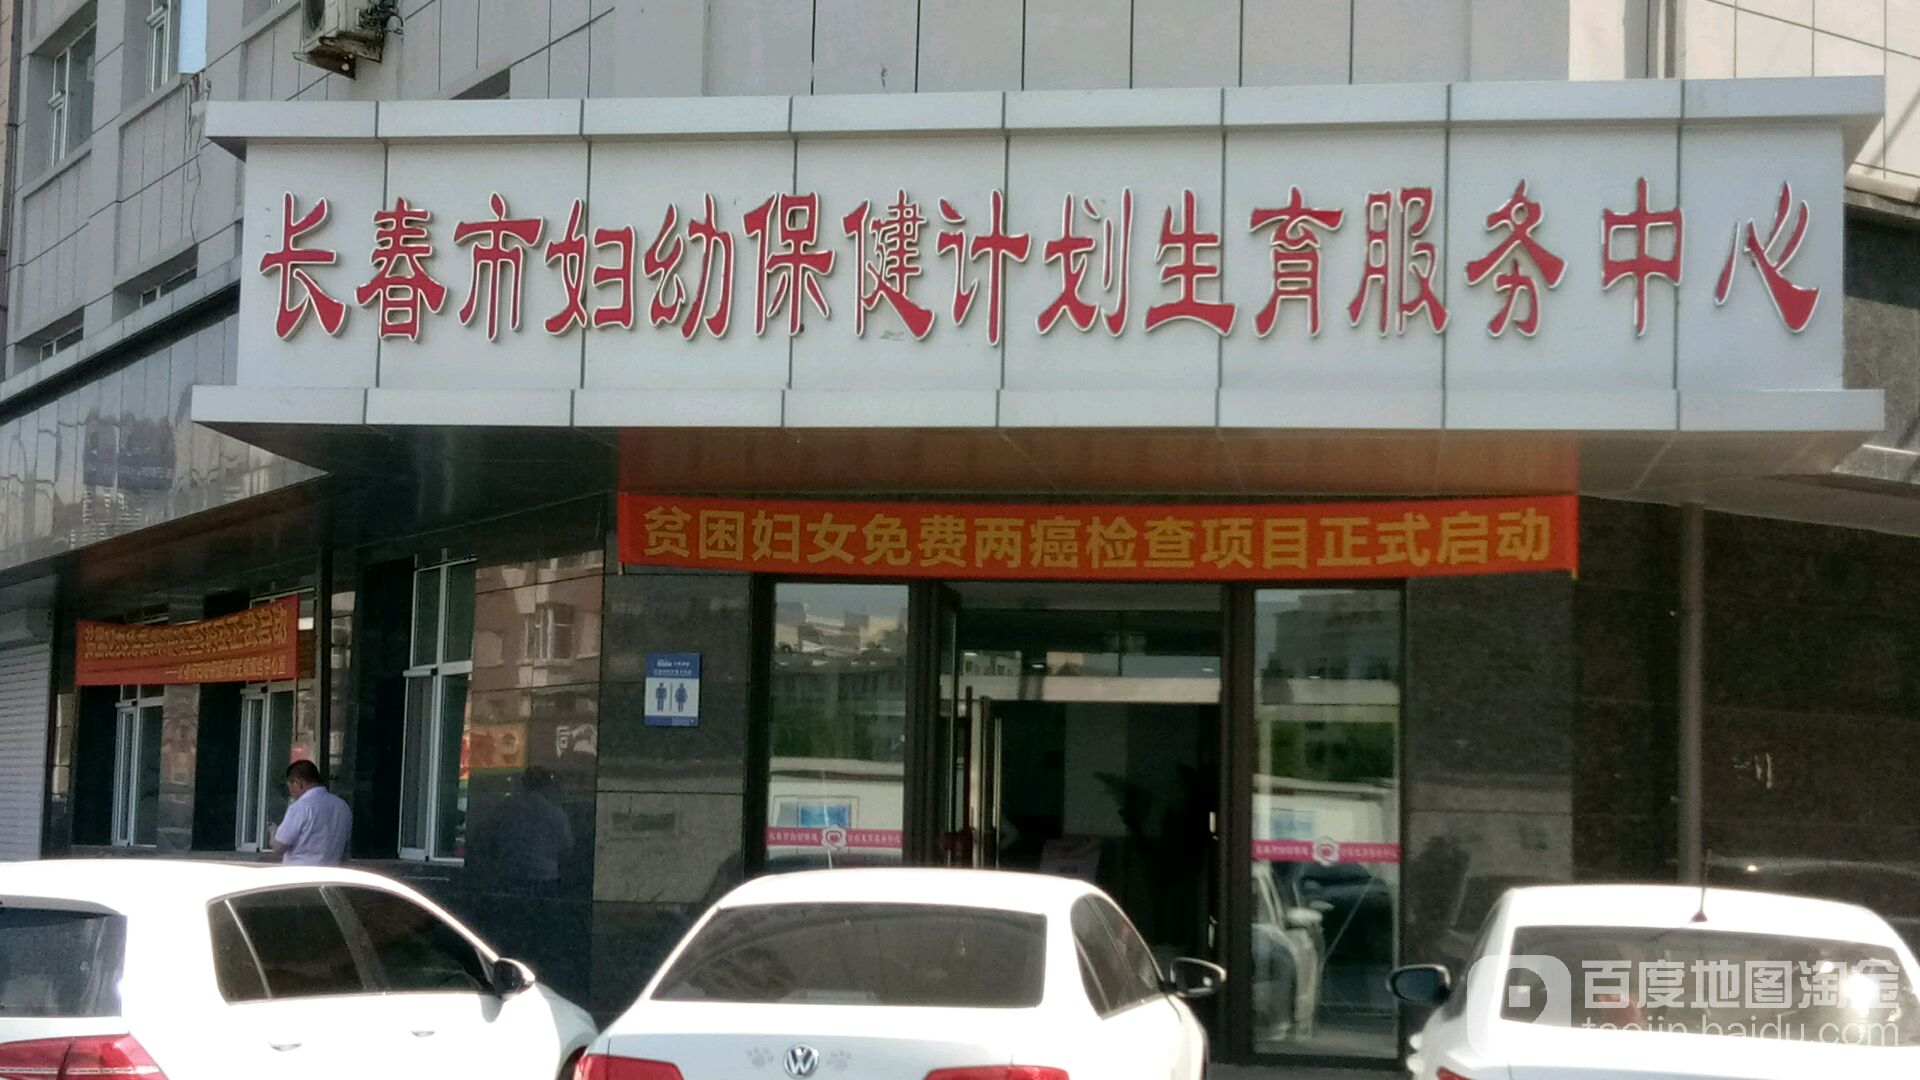 长春市妇幼保健计划生育服务中心
贫困妇女免费两癌检查项目正式启动
百度地图淘金
taojin.baidu.com